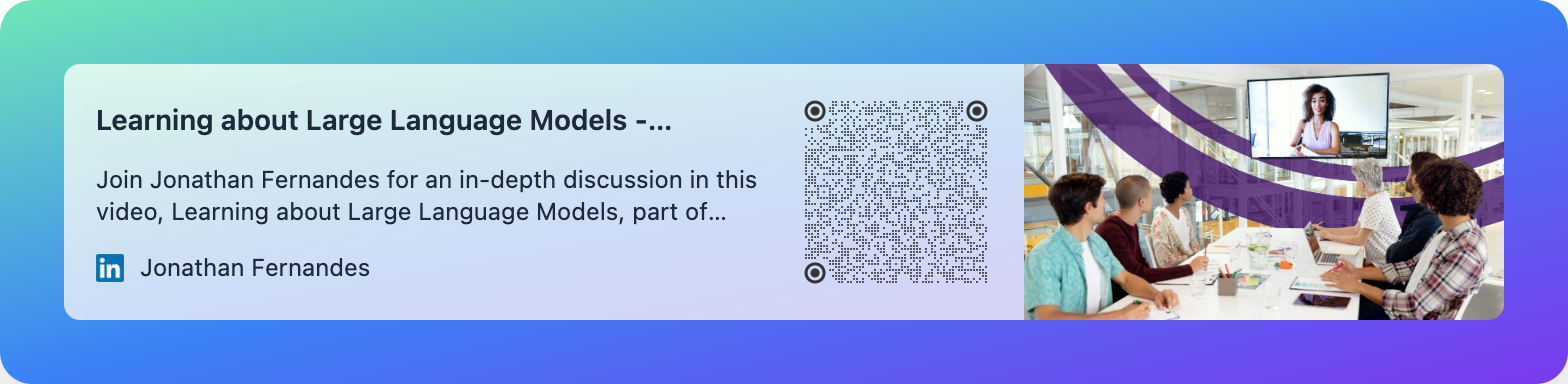 Learning about Large Language Models -...
Join Jonathan Fernandes for an in-depth discussion in this
video, Learning about Large Language Models, part of...
in
Jonathan Fernandes